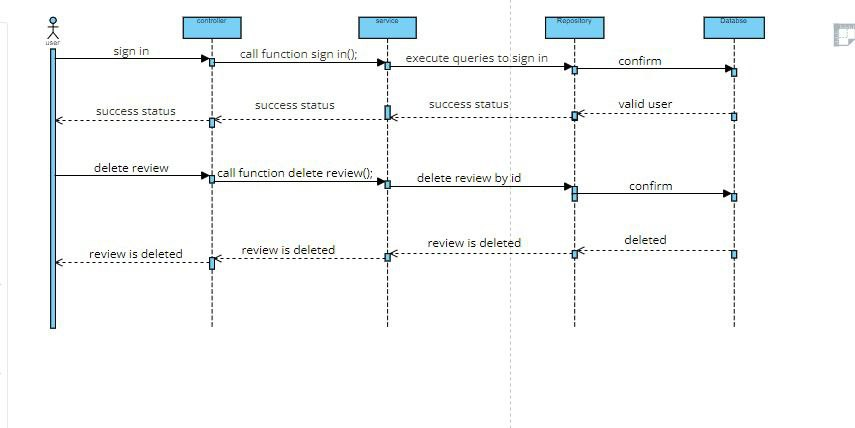 controller
service
Repository
Databse
user
sign in
call function sign in();
execute queries to sign in
confirm
success status
success status
success status
valid user
delete review
call function delete review();
delete review by id
confirm
review is deleted
review is deleted
review is deleted
deleted